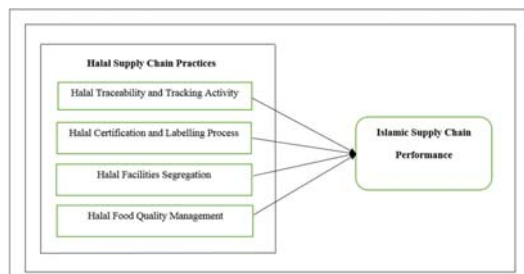 Halal Supply Chain Practices
Halal Traceability and Tracking Activity
Halal Certification and Labelling Process
Halal Facilities Segregation
Halal Food Quality Management
Islamic Supply Chain
Performance